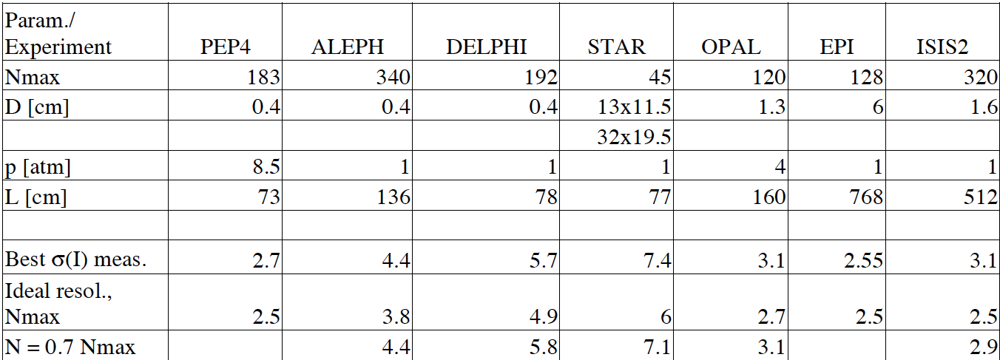 Param./
Experiment PEP4 ALEPH DELPHI STAR OPAL EPI ISIS2
Nmax 183 340 192 45 120 128 320
D [cm] 0.4 0.4 0.4 13x11.5 1.3 6 1.6
32x19.5
p [atm] 8.5 1 1 1 4 1 1
L [cm] 73 136 78 77 160 768 512
Best σ(I) meas. 2.7 4.4 5.7 7.4 3.1 2.55 3.1
Ideal resol.,
Nmax 2.5 3.8 4.9 6 2.7 2.5 2.5
N = 0.7 Nmax 4.4 5.8 7.1 3.1 2.9